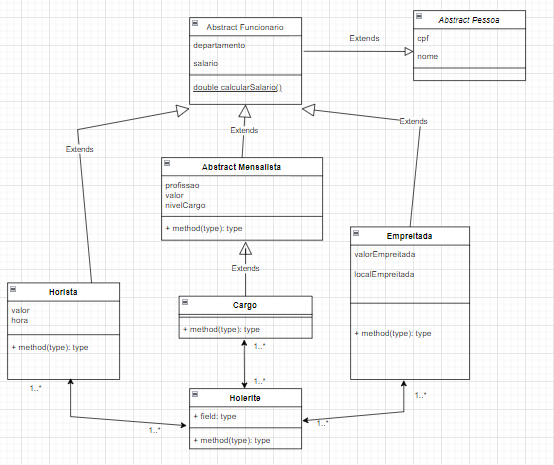 Abstract Funcionario
departamento
salario
double calcularSalario()
Extends
Abstract Pessoa
cpf
nome
Extends
Extends
Extends
Abstract Mensalista
profissao
valor
nivelCargo
+ method(type): type
Empreitada
valorEmpreitada
localEmpreitada
+ method(type): type
Extends
Horista
valor
hora
+ method(type): type
Cargo
+ method(type): type
1..*
1..*
1..*
1..*
1..*
1..*
Holerite
+ field: type
+ method(type): type